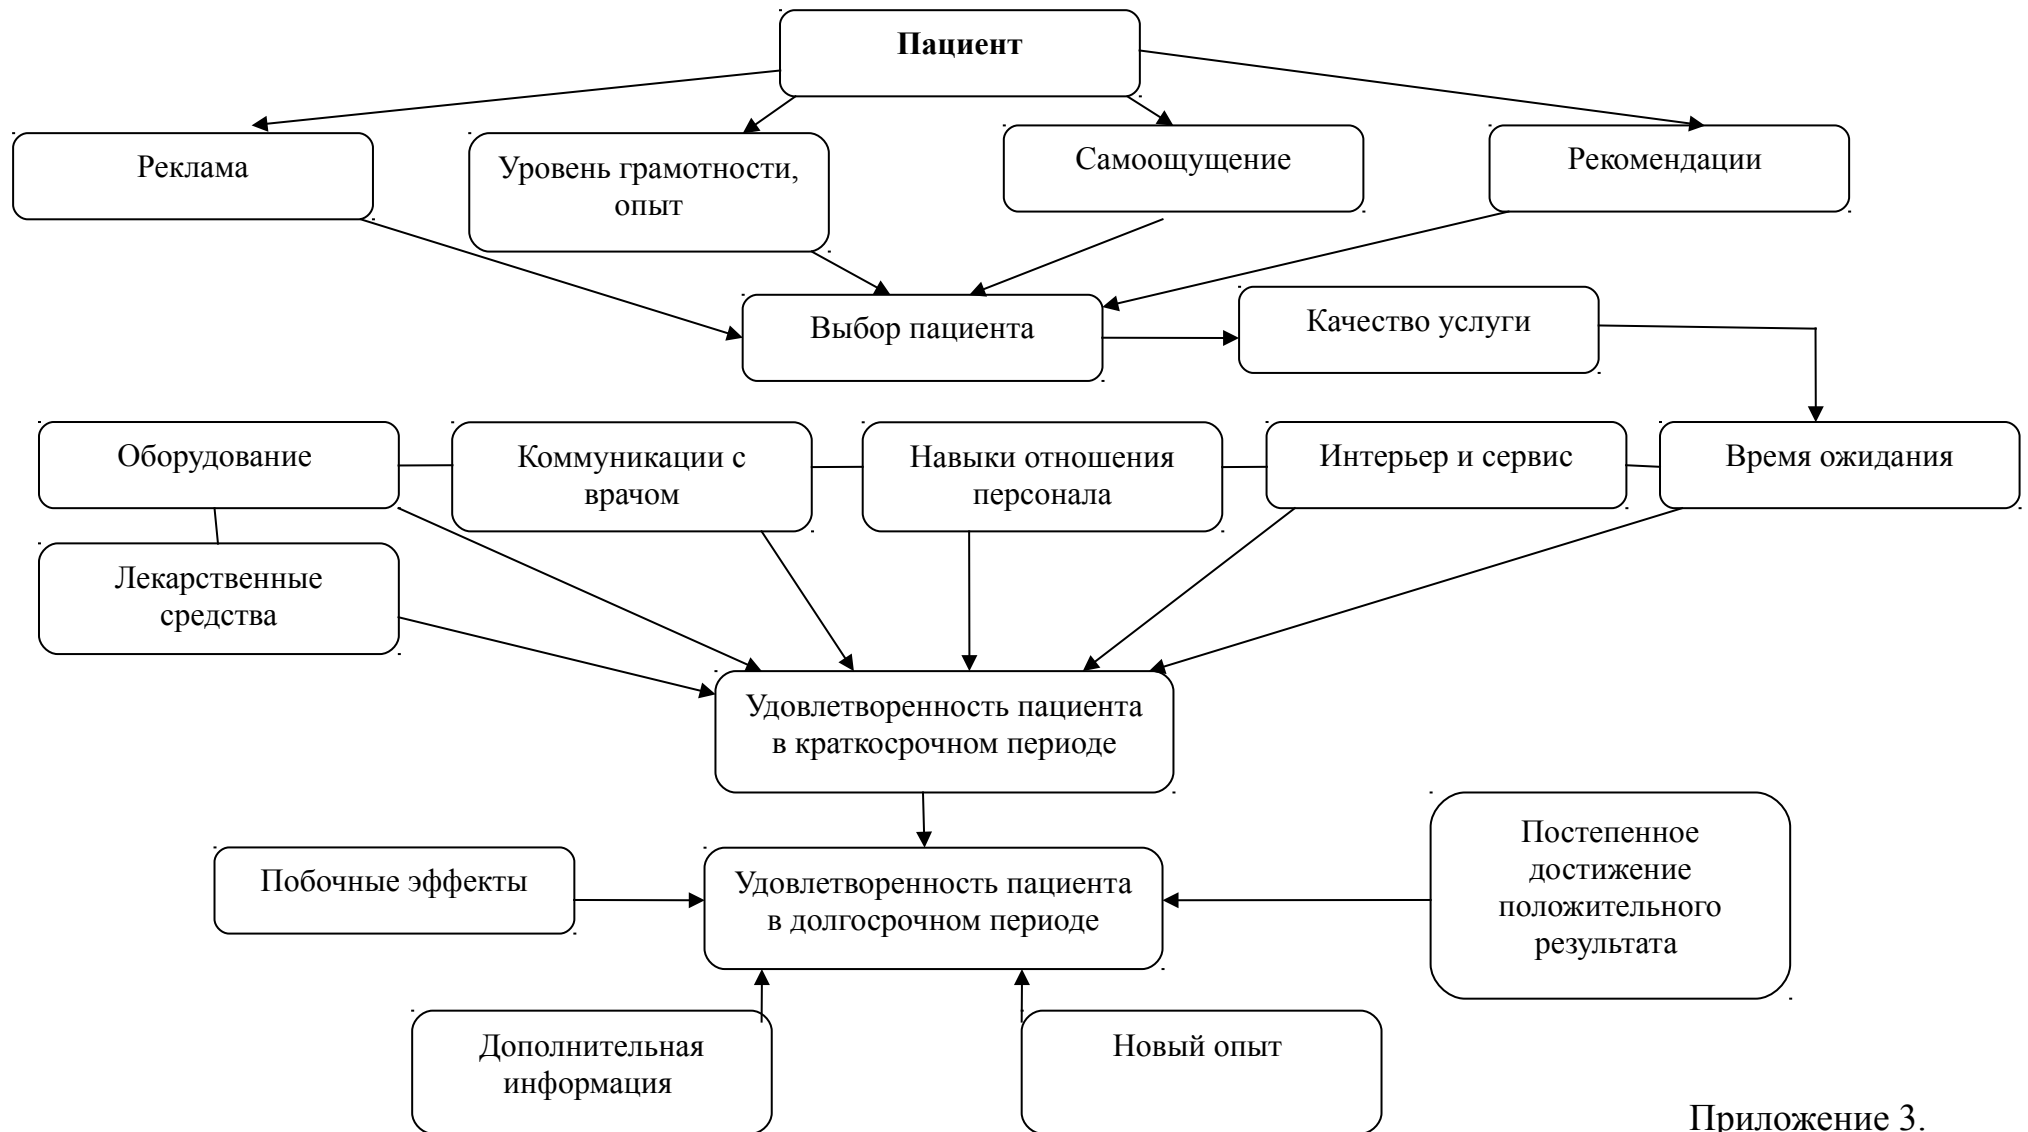 Пациент
Реклама
Уровень грамотности,
опыт
Самоощущение
Рекомендации
Выбор пациента
Качество услуги
Оборудование
Коммуникации с
врачом
Навыки отношения
персонала
Интерьер и сервис
Время ожидания
Лекарственные
средства
Удовлетворенность пациента
в краткосрочном периоде
Побочные эффекты
Удовлетворенность пациента
в долгосрочном периоде
Постепенное
достижение
положительного
результата
Дополнительная
информация
Новый опыт
Приложение 3.